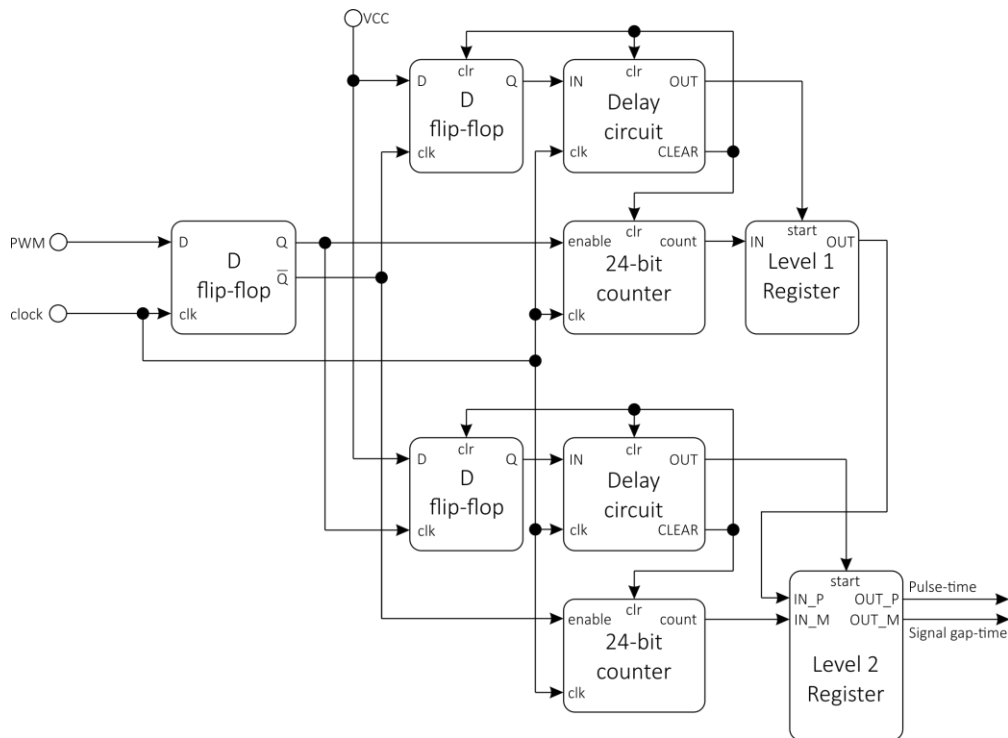 VCC
clr
D
Q
D
flip-flop
clk
clr
IN
OUT
Delay
circuit
clk
CLEAR
PWM
clock
D
Q
Q̅
D
flip-flop
clk
clr
enable
count
24-bit
counter
clk
start
IN
OUT
Level 1
Register
clr
D
Q
D
flip-flop
clk
clr
IN
OUT
Delay
circuit
clk
CLEAR
clr
enable
count
24-bit
counter
clk
start
IN_P
OUT_P
IN_M
OUT_M
Level 2
Register
Pulse-time
Signal gap-time